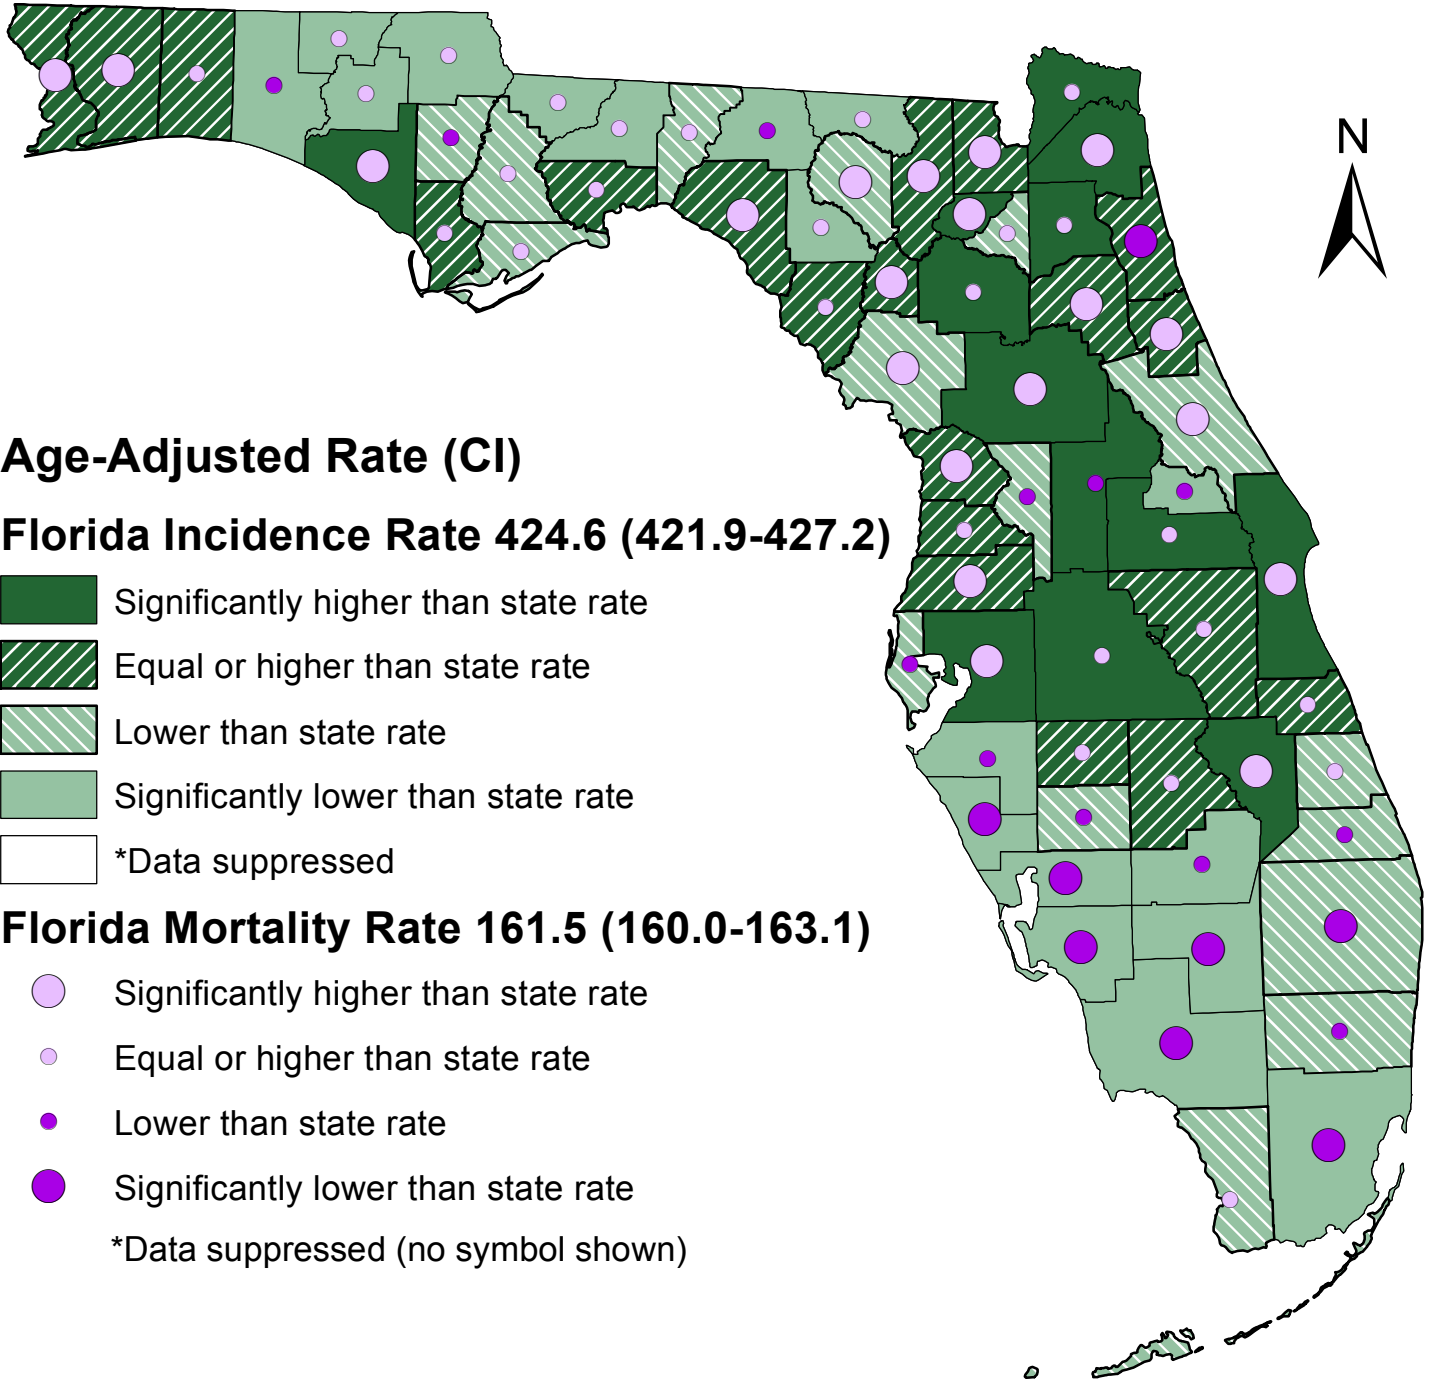 N
Age-Adjusted Rate (CI)
Florida Incidence Rate 424.6 (421.9-427.2)
Significantly higher than state rate
Equal or higher than state rate
Lower than state rate
Significantly lower than state rate
*Data suppressed
Florida Mortality Rate 161.5 (160.0-163.1)
Significantly higher than state rate
Equal or higher than state rate
Lower than state rate
Significantly lower than state rate
*Data suppressed (no symbol shown)